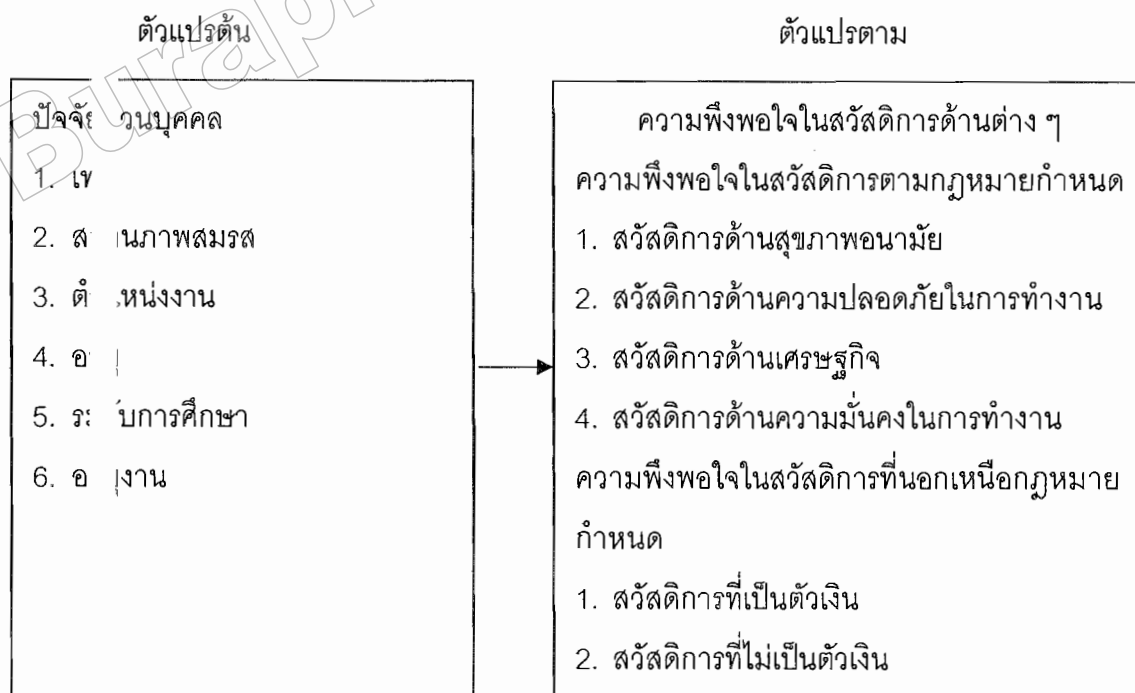 ตัวแปรต้น
ตัวแปรตาม
วนบุคคล
1.
2. นภาพสมรส
3. หน่งงาน
4.
5. บการศึกษา
6. งาน
ความพึงพอใจในสวัสดิการด้านต่าง ๆ
ความพึงพอใจในสวัสดิการตามกฎหมายกำหนด
1. สวัสดิการด้านสุขภาพอนามัย
2. สวัสดิการด้านความปลอดภัยในการทำงาน
3. สวัสดิการด้านเศรษฐกิจ
4. สวัสดิการด้านความมั่นคงในการทำงาน
ความพึงพอใจในสวัสดิการที่นอกเหนือกฎหมาย
กำหนด
1. สวัสดิการที่เป็นตัวเงิน
2. สวัสดิการที่ไม่เป็นตัวเงิน